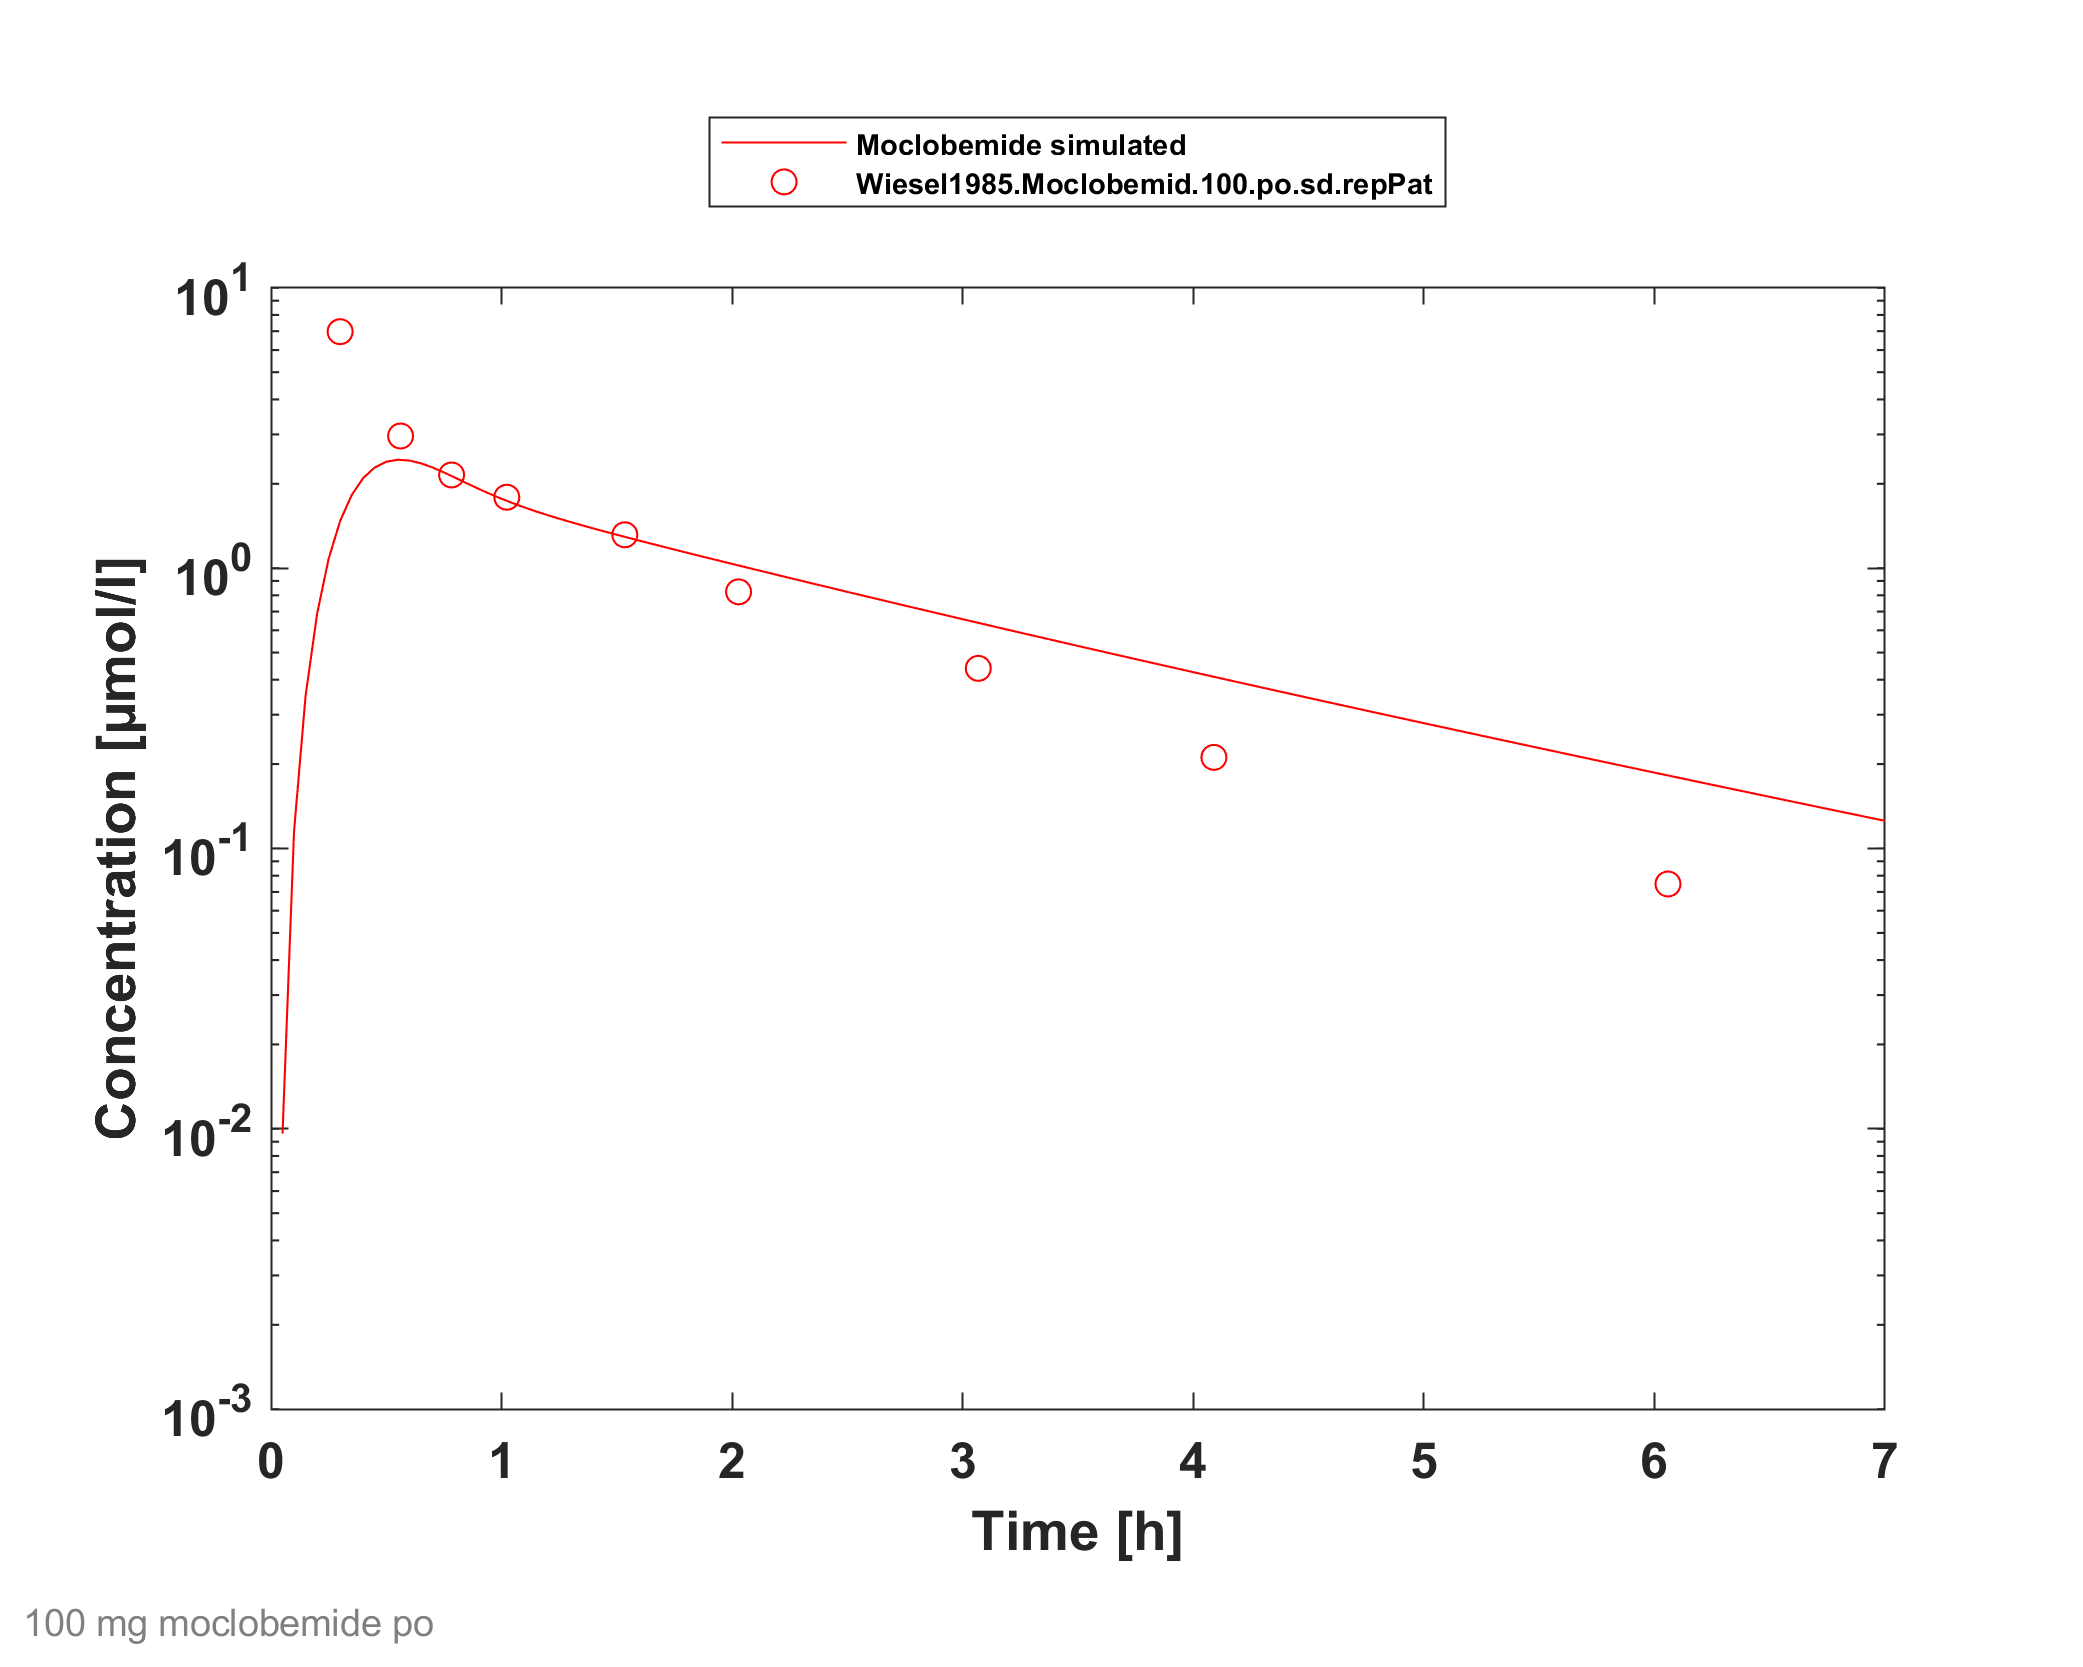 Moclobemide simulated
Wiesel1985.Moclobemid.100.po.sd.repPat
10^1
10^0
10^-1
10^-2
10^-3
Concentration [µmol/l]
0 1 2 3 4 5 6 7
Time [h]
100 mg moclobemide po